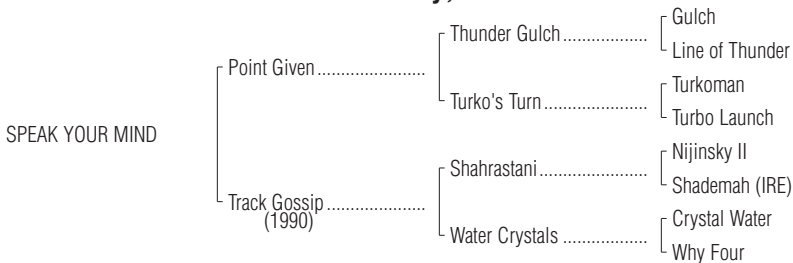 Gulch
Thunder Gulch
Line of Thunder
Point Given
Turkoman
Turko's Turn
Turbo Launch
SPEAK YOUR MIND
Nijinsky II
Shahrastani
Shademah (IRE)
Track Gossip
(1990)
Crystal Water
Water Crystals
Why Four